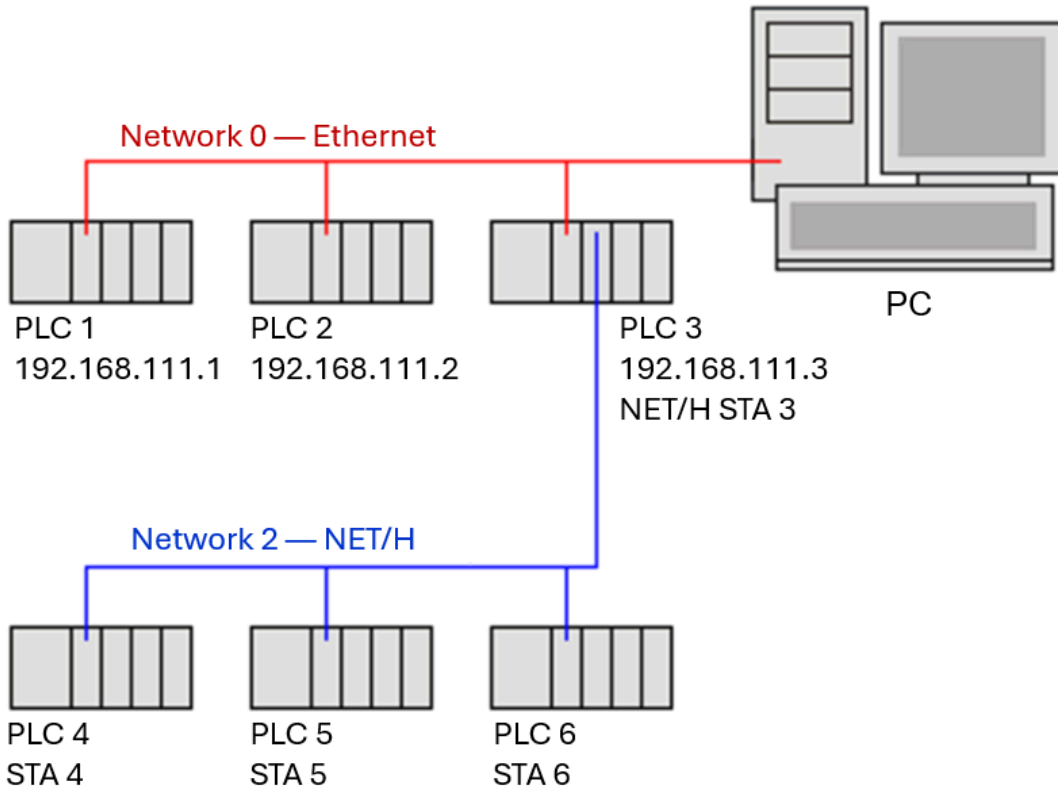 Network 0 — Ethernet
PLC 1
192.168.111.1
PLC 2
192.168.111.2
PLC 3
192.168.111.3
NET/H STA 3
PC
Network 2 — NET/H
PLC 4
STA 4
PLC 5
STA 5
PLC 6
STA 6